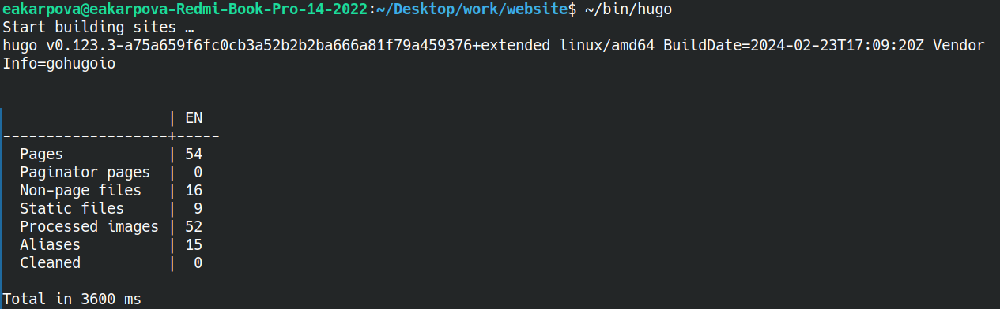 eakarpova@eakarpova-Redmi-Book-Pro-14-2022:~/Desktop/work/website$ ~/bin/hugo
Start building sites …
hugo v0.123.3-a75a659f6fc0cb3a52b2b2ba666a81f79a459376+extended linux/amd64 BuildDate=2024-02-23T17:09:20Z Vendor
Info=gohugoio
                   | EN
-------------------+-----
  Pages            | 54
  Paginator pages  |  0
  Non-page files   | 16
  Static files     |  9
  Processed images | 52
  Aliases          | 15
  Cleaned          |  0
Total in 3600 ms